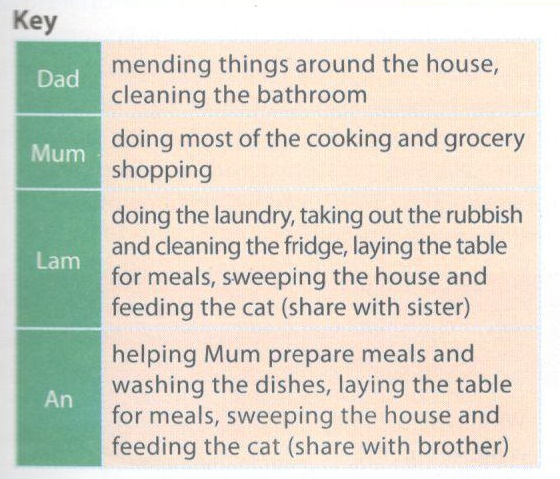 Key
Dad
mending things around the house,
cleaning the bathroom
Mum
doing most of the cooking and grocery
shopping
Lam
doing the laundry, taking out the rubbish
and cleaning the fridge, laying the table
for meals, sweeping the house and
feeding the cat (share with sister)
An
helping Mum prepare meals and
washing the dishes, laying the table
for meals, sweeping the house and
feeding the cat (share with brother)